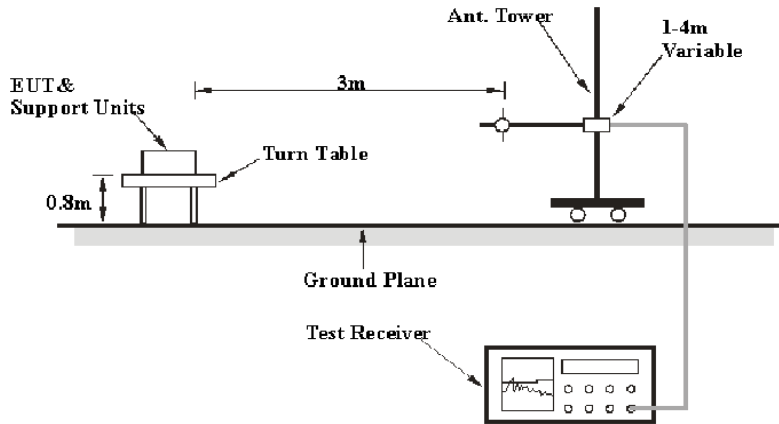 Ant. Tower
1-4m
Variable
EUT&
Support Units
3m
Turn Table
0.8m
Ground Plane
Test Receiver